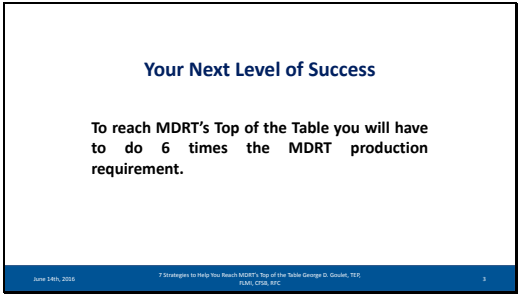 Your Next Level of Success
To reach MDRT's Top of the Table you will have
to do 6 times the MDRT production
requirement.
June 14th, 2016
7 Strategies to Help You Reach MDRT's Top of the Table George D. Goulet, TEP,
FLMI, CFSB, RFC
3